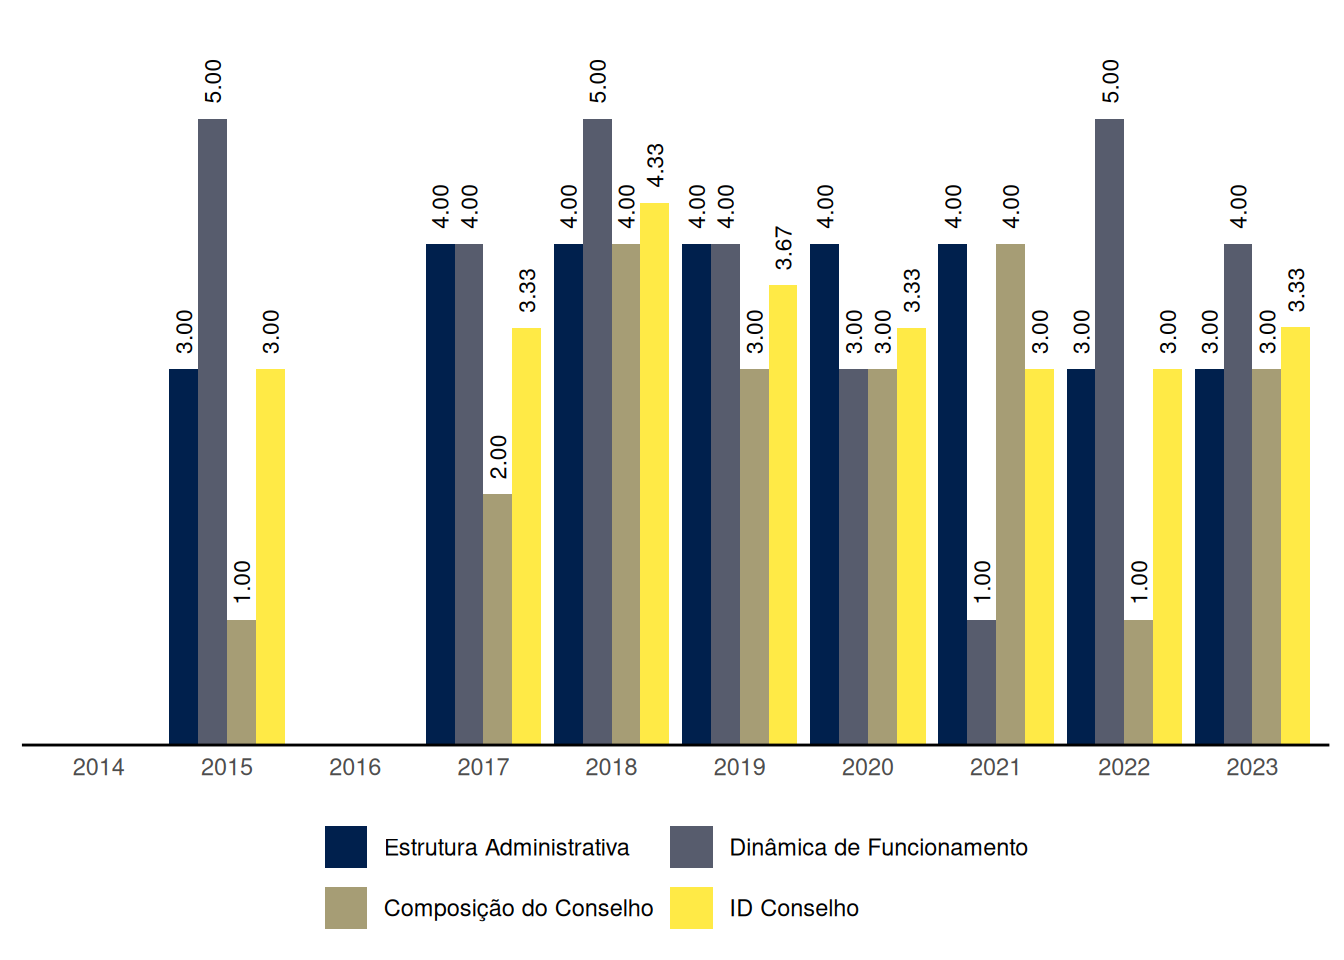 5.00 5.00 5.00
4.33
4.00 4.00 4.00 4.00 4.00 4.00 4.00 4.00 4.00 4.00
3.67
3.33 3.33 3.33
3.00 3.00 3.00 3.00 3.00 3.00 3.00 3.00 3.00 3.00
2.00
1.00 1.00 1.00
2014 2015 2016 2017 2018 2019 2020 2021 2022 2023
Estrutura Administrativa Dinâmica de Funcionamento
Composição do Conselho ID Conselho